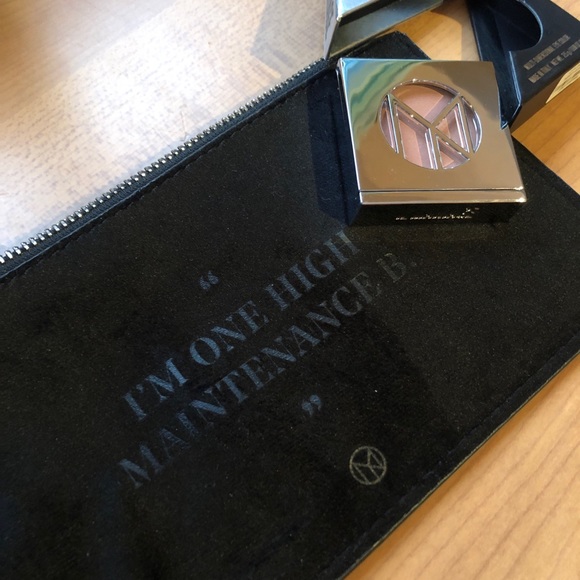 “
I'M ONE HIGH
MAINTENANCE B.
”